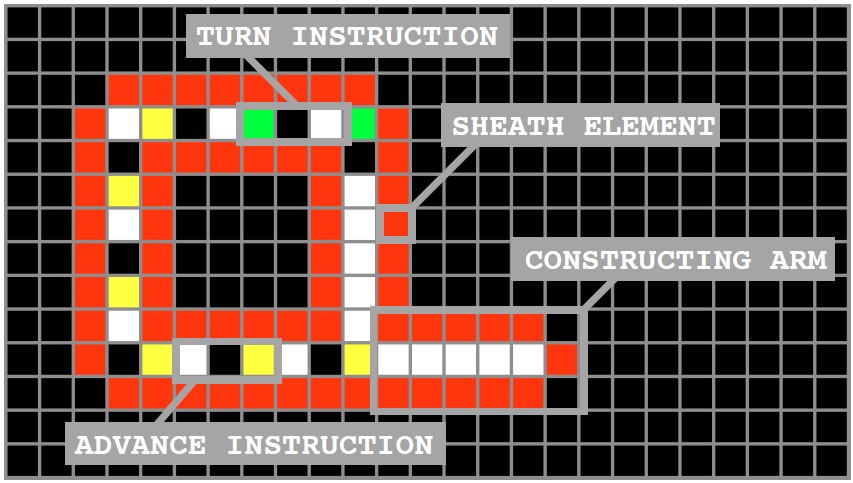 TURN INSTRUCTION
SHEATH ELEMENT
CONSTRUCTING ARM
ADVANCE INSTRUCTION